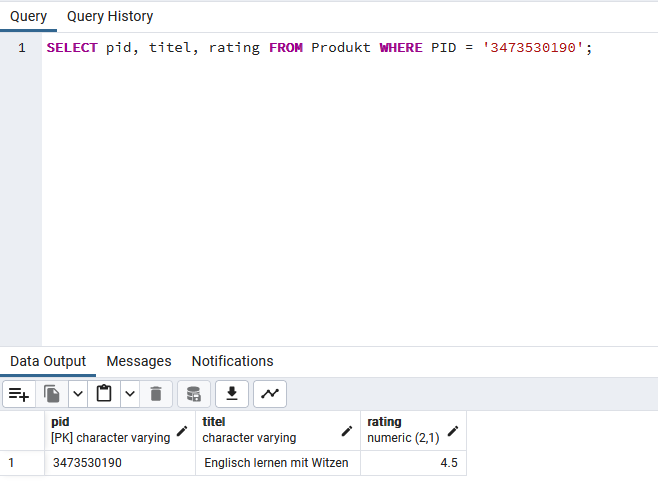 Query Query History
1 SELECT pid, titel, rating FROM Produkt WHERE PID = '3473530190';
Data Output Messages Notifications
pid titel rating
[PK] character varying character varying numeric (2,1)
1 3473530190 Englisch lernen mit Witzen 4.5